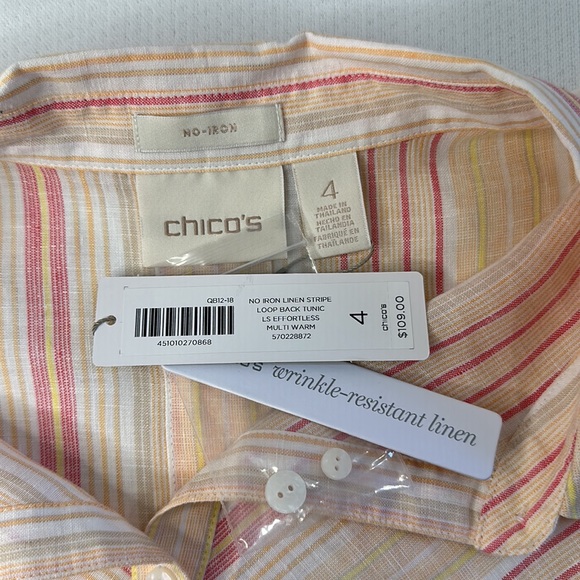 NO-IRON
chico's
4
MADE IN
THAILAND
HECHO EN
TAILANDIA
FABRIQUÉ EN
THAÏLANDE
QB12-18
451010270868
NO IRON LINEN STRIPE
LOOP BACK TUNIC
LS EFFORTLESS
MULTI WARM
570228872
4
chico's
$109.00
wrinkle-resistant linen